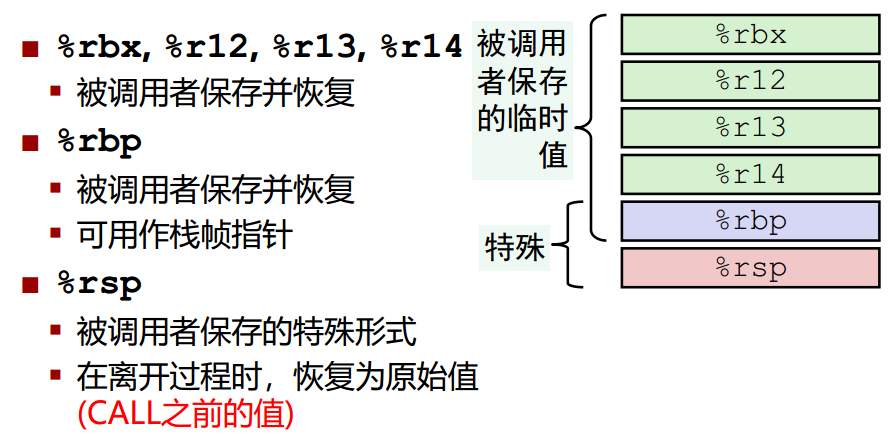 %rbx, %r12, %r13, %r14
被调用者保存并恢复
%rbp
被调用者保存并恢复
可用作栈帧指针
%rsp
被调用者保存的特殊形式
在离开过程时，恢复为原始值
(CALL之前的值)
被调用
者保存
的临时
值
特殊
%rbx
%r12
%r13
%r14
%rbp
%rsp